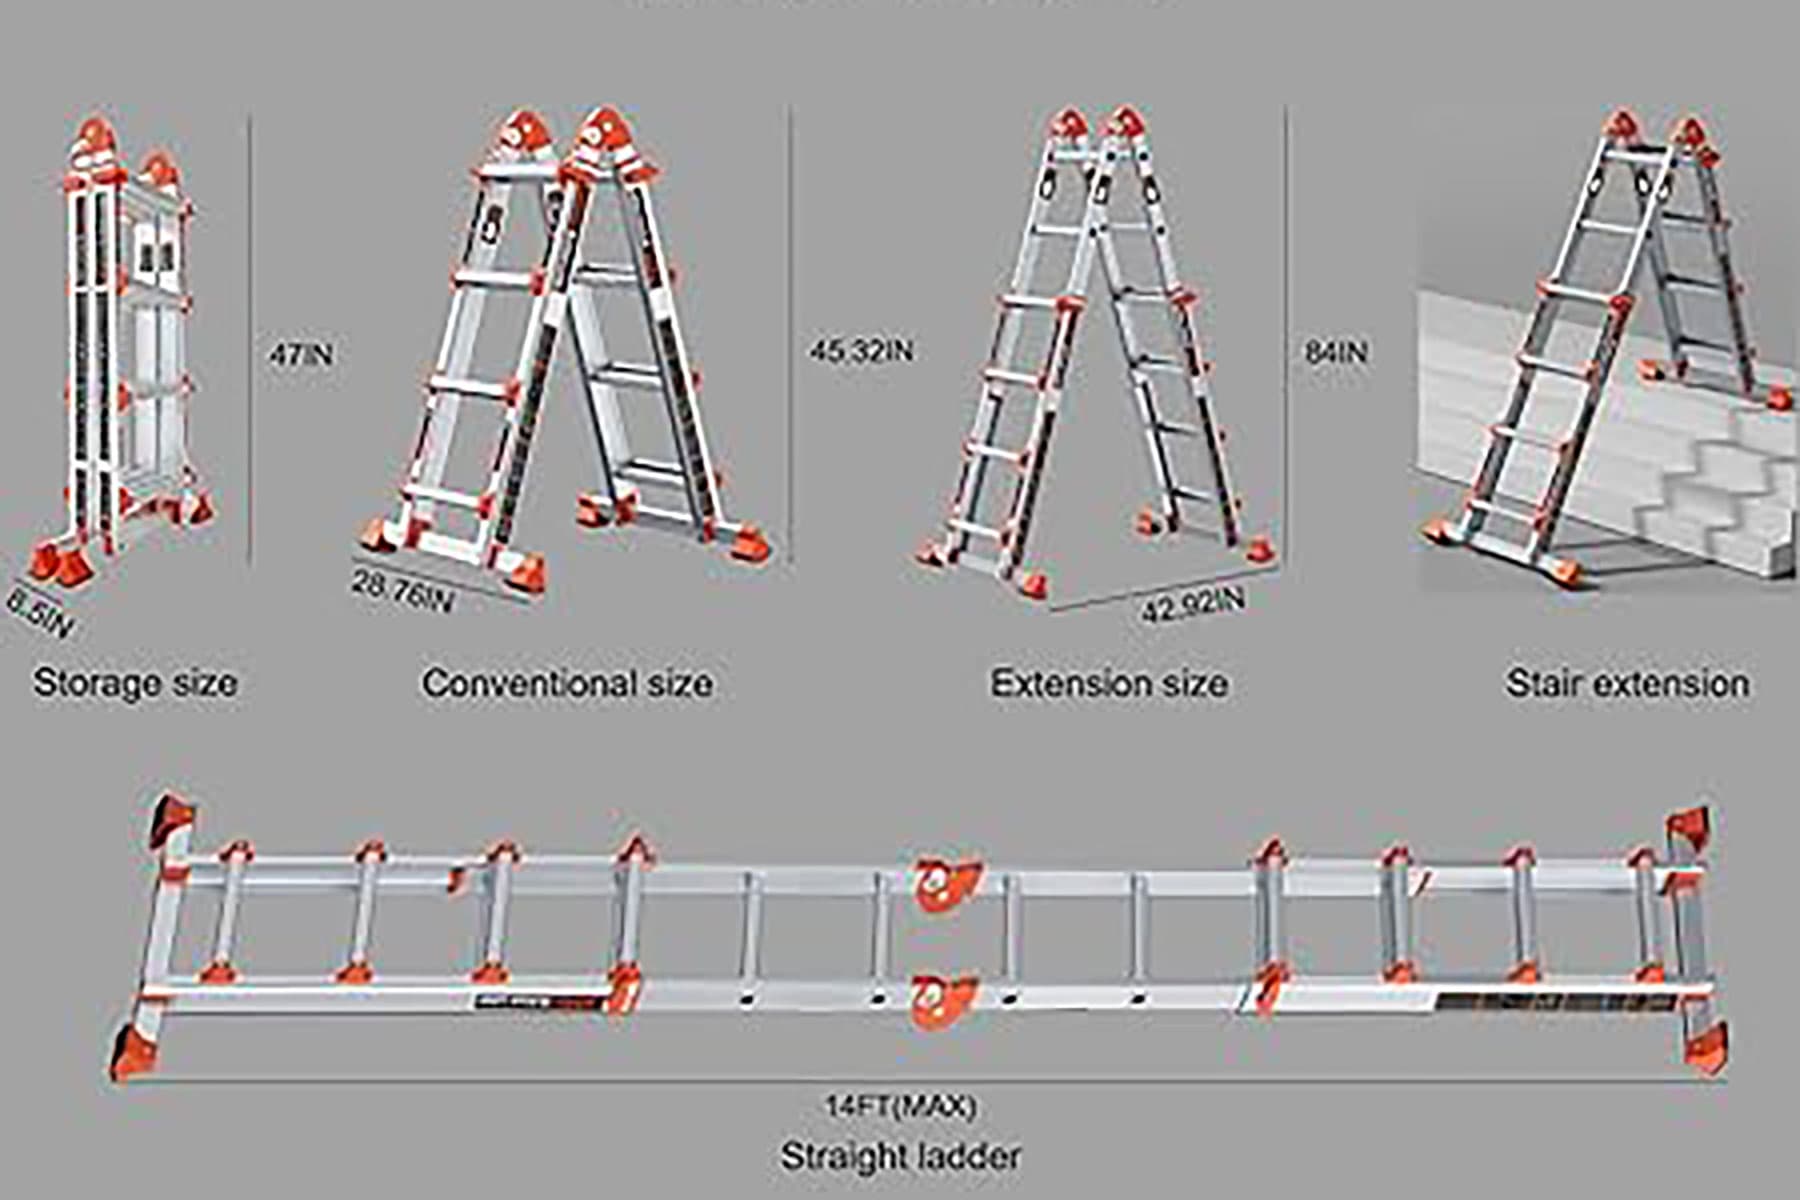 47IN
45.32IN
84IN
8.5IN
28.76IN
42.92IN
Storage size
Conventional size
Extension size
Stair extension
14FT(MAX)
Straight ladder